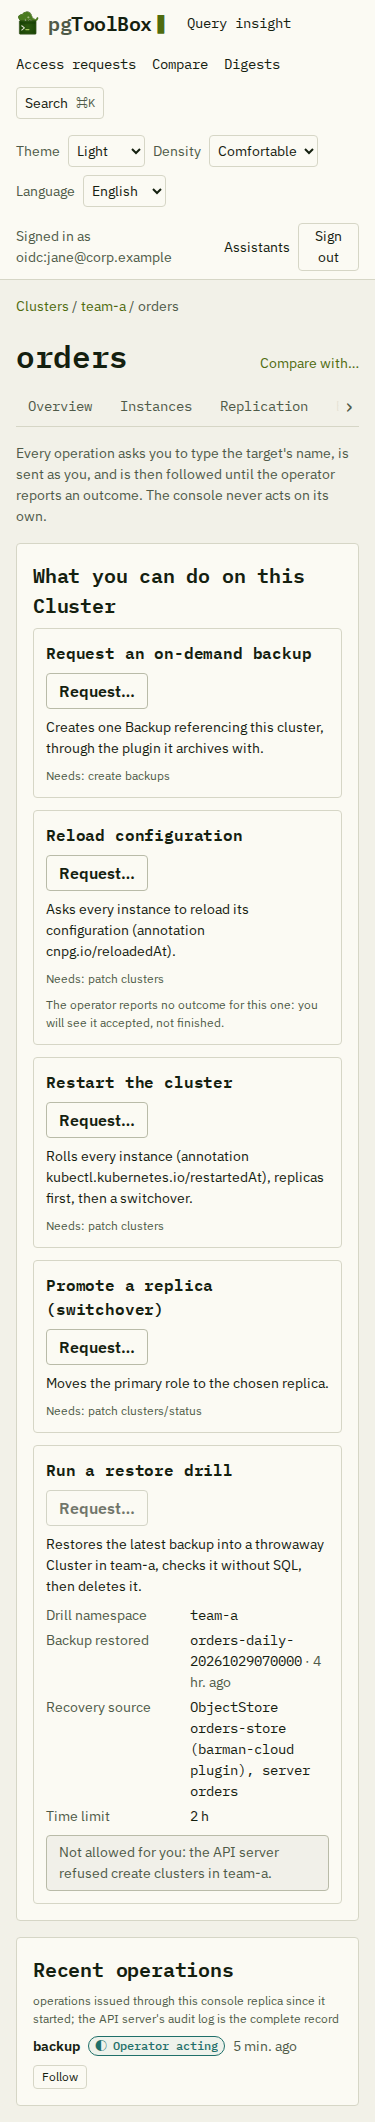 pgToolBox Query insight
Access requests Compare Digests
Search ⌘K
Theme Light Density Comfortable
Language English
Signed in as
oidc:jane@corp.example
Assistants
Sign
out
Clusters / team-a / orders
orders
Compare with…
Overview Instances Replication
Every operation asks you to type the target's name, is
sent as you, and is then followed until the operator
reports an outcome. The console never acts on its
own.
What you can do on this
Cluster
Request an on-demand backup
Request…
Creates one Backup referencing this cluster,
through the plugin it archives with.
Needs: create backups
Reload configuration
Request…
Asks every instance to reload its
configuration (annotation
cnpg.io/reloadedAt).
Needs: patch clusters
The operator reports no outcome for this one: you
will see it accepted, not finished.
Restart the cluster
Request…
Rolls every instance (annotation
kubectl.kubernetes.io/restartedAt), replicas
first, then a switchover.
Needs: patch clusters
Promote a replica
(switchover)
Request…
Moves the primary role to the chosen replica.
Needs: patch clusters/status
Run a restore drill
Request…
Restores the latest backup into a throwaway
Cluster in team-a, checks it without SQL,
then deletes it.
Drill namespace team-a
Backup restored orders-daily-
20261029070000 · 4
hr. ago
Recovery source ObjectStore
orders-store
(barman-cloud
plugin), server
orders
Time limit 2 h
Not allowed for you: the API server
refused create clusters in team-a.
Recent operations
operations issued through this console replica since it
started; the API server's audit log is the complete record
backup Operator acting 5 min. ago
Follow